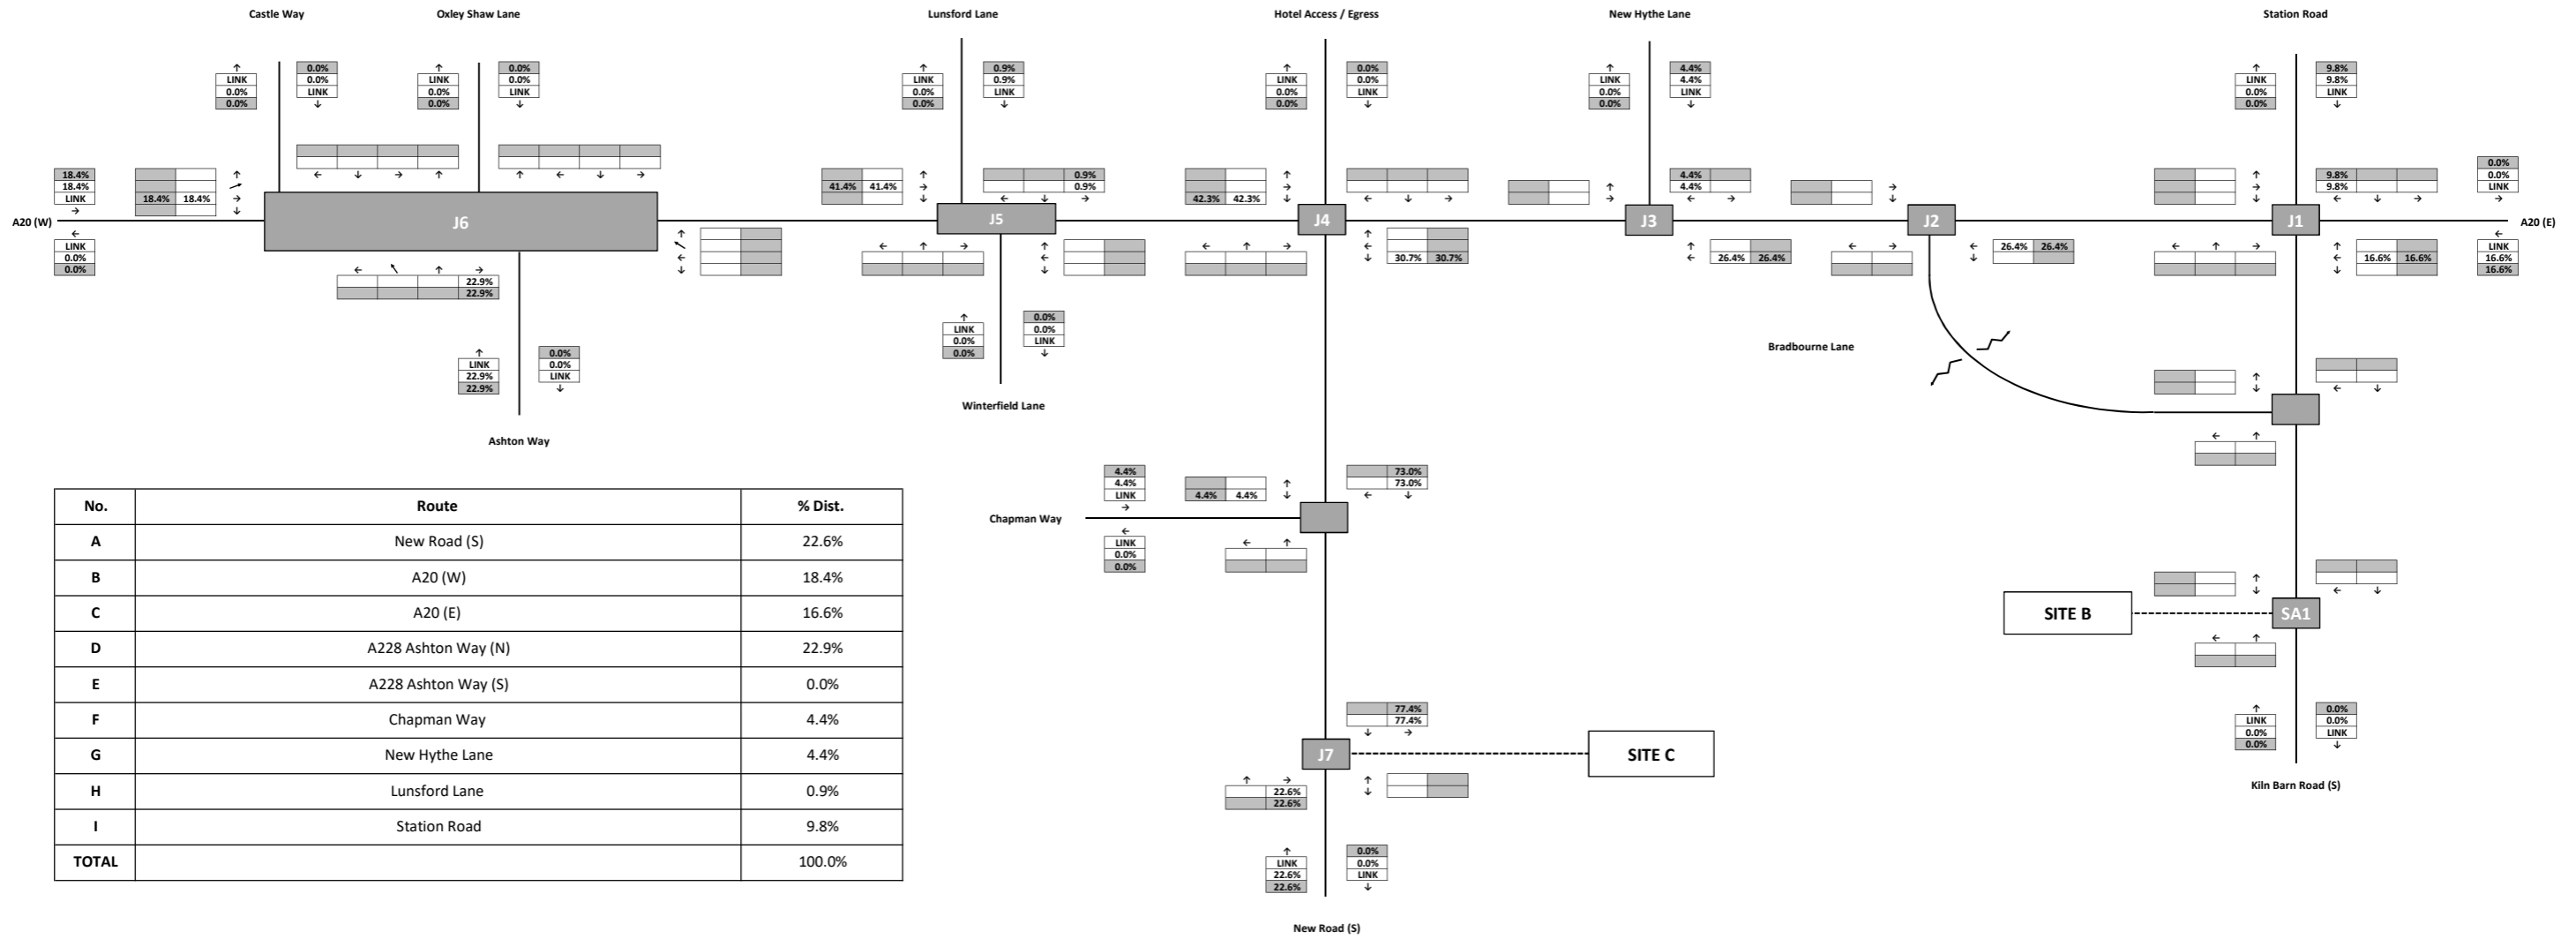 Castle Way
Oxley Shaw Lane
Lunsford Lane
Hotel Access / Egress
New Hythe Lane
Station Road
↑ LINK 0.0% 0.0%
0.0% 0.0% LINK ↓
↑ LINK 0.0% 0.0%
0.0% 0.0% LINK ↓
↑ LINK 0.0% 0.0%
0.9% 0.9% LINK ↓
↑ LINK 0.0% 0.0%
0.0% 0.0% LINK ↓
↑ LINK 0.0% 0.0%
4.4% 4.4% LINK ↓
↑ LINK 0.0% 0.0%
9.8% 9.8% LINK ↓
A20 (W)
18.4% 18.4% LINK →
← LINK 0.0% 0.0%
18.4% 18.4% →
J6
22.9%
22.9%
↑ LINK 22.9% 22.9%
0.0% 0.0% LINK ↓
Ashton Way
41.4% 41.4% →
0.9%
0.9%
J5
↑ LINK 0.0% 0.0%
0.0% 0.0% LINK ↓
Winterfield Lane
42.3% 42.3% ↓
J4
↓ 30.7% 30.7%
4.4%
4.4%
J3
← 26.4% 26.4%
J2
← 26.4% 26.4%
9.8%
9.8%
J1
← 16.6% 16.6%
0.0% 0.0% LINK →
A20 (E)
← LINK 16.6% 16.6%
Bradbourne Lane
4.4% 4.4% LINK →
4.4% 4.4% ↓
73.0%
73.0%
Chapman Way
← LINK 0.0% 0.0%
SITE B
SA1
↑ LINK 0.0% 0.0%
0.0% 0.0% LINK ↓
Kiln Barn Road (S)
77.4%
77.4%
J7
SITE C
22.6%
22.6%
↑ LINK 22.6% 22.6%
0.0% 0.0% LINK ↓
New Road (S)
No. Route % Dist.
A New Road (S) 22.6%
B A20 (W) 18.4%
C A20 (E) 16.6%
D A228 Ashton Way (N) 22.9%
E A228 Ashton Way (S) 0.0%
F Chapman Way 4.4%
G New Hythe Lane 4.4%
H Lunsford Lane 0.9%
I Station Road 9.8%
TOTAL 100.0%